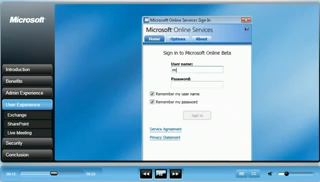 Microsoft
Introduction
Benefits
Admin Experience
User Experience
Exchange
SharePoint
Live Meeting
Security
Conclusion
Microsoft Online Services Sign In
Microsoft Online Services
Home
Options
About
Sign in to Microsoft Online Beta
User name:
Password:
Remember my user name
Remember my password
Sign in
Service Agreement
Privacy Statement